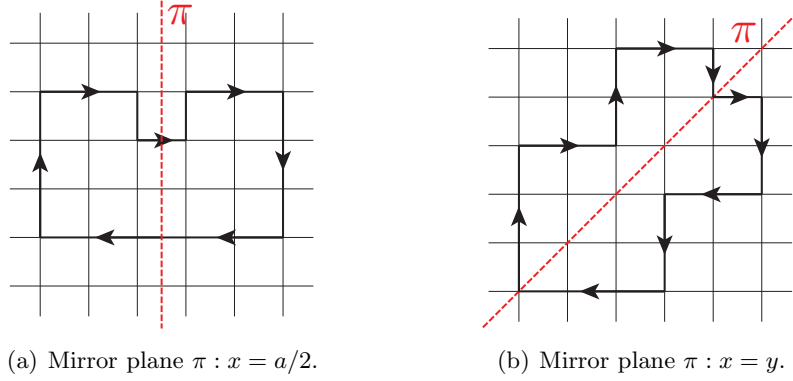 π
π
(a) Mirror plane π : x = a/2.
(b) Mirror plane π : x = y.